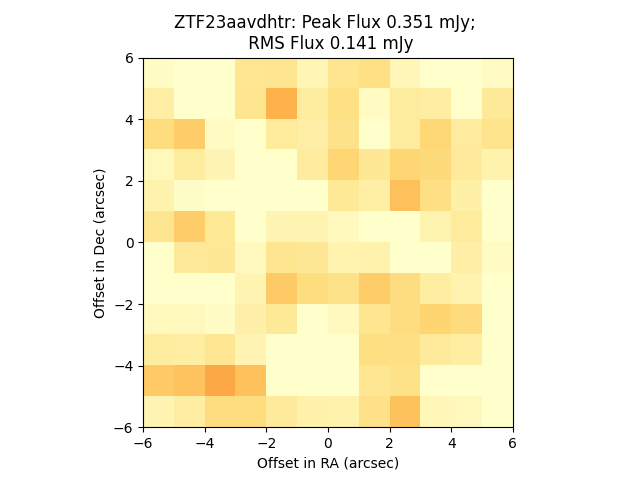 ZTF23aavdhtr: Peak Flux 0.351 mJy;
RMS Flux 0.141 mJy
6
4
2
0
−2
−4
−6
Offset in Dec (arcsec)
−6 −4 −2 0 2 4 6
Offset in RA (arcsec)